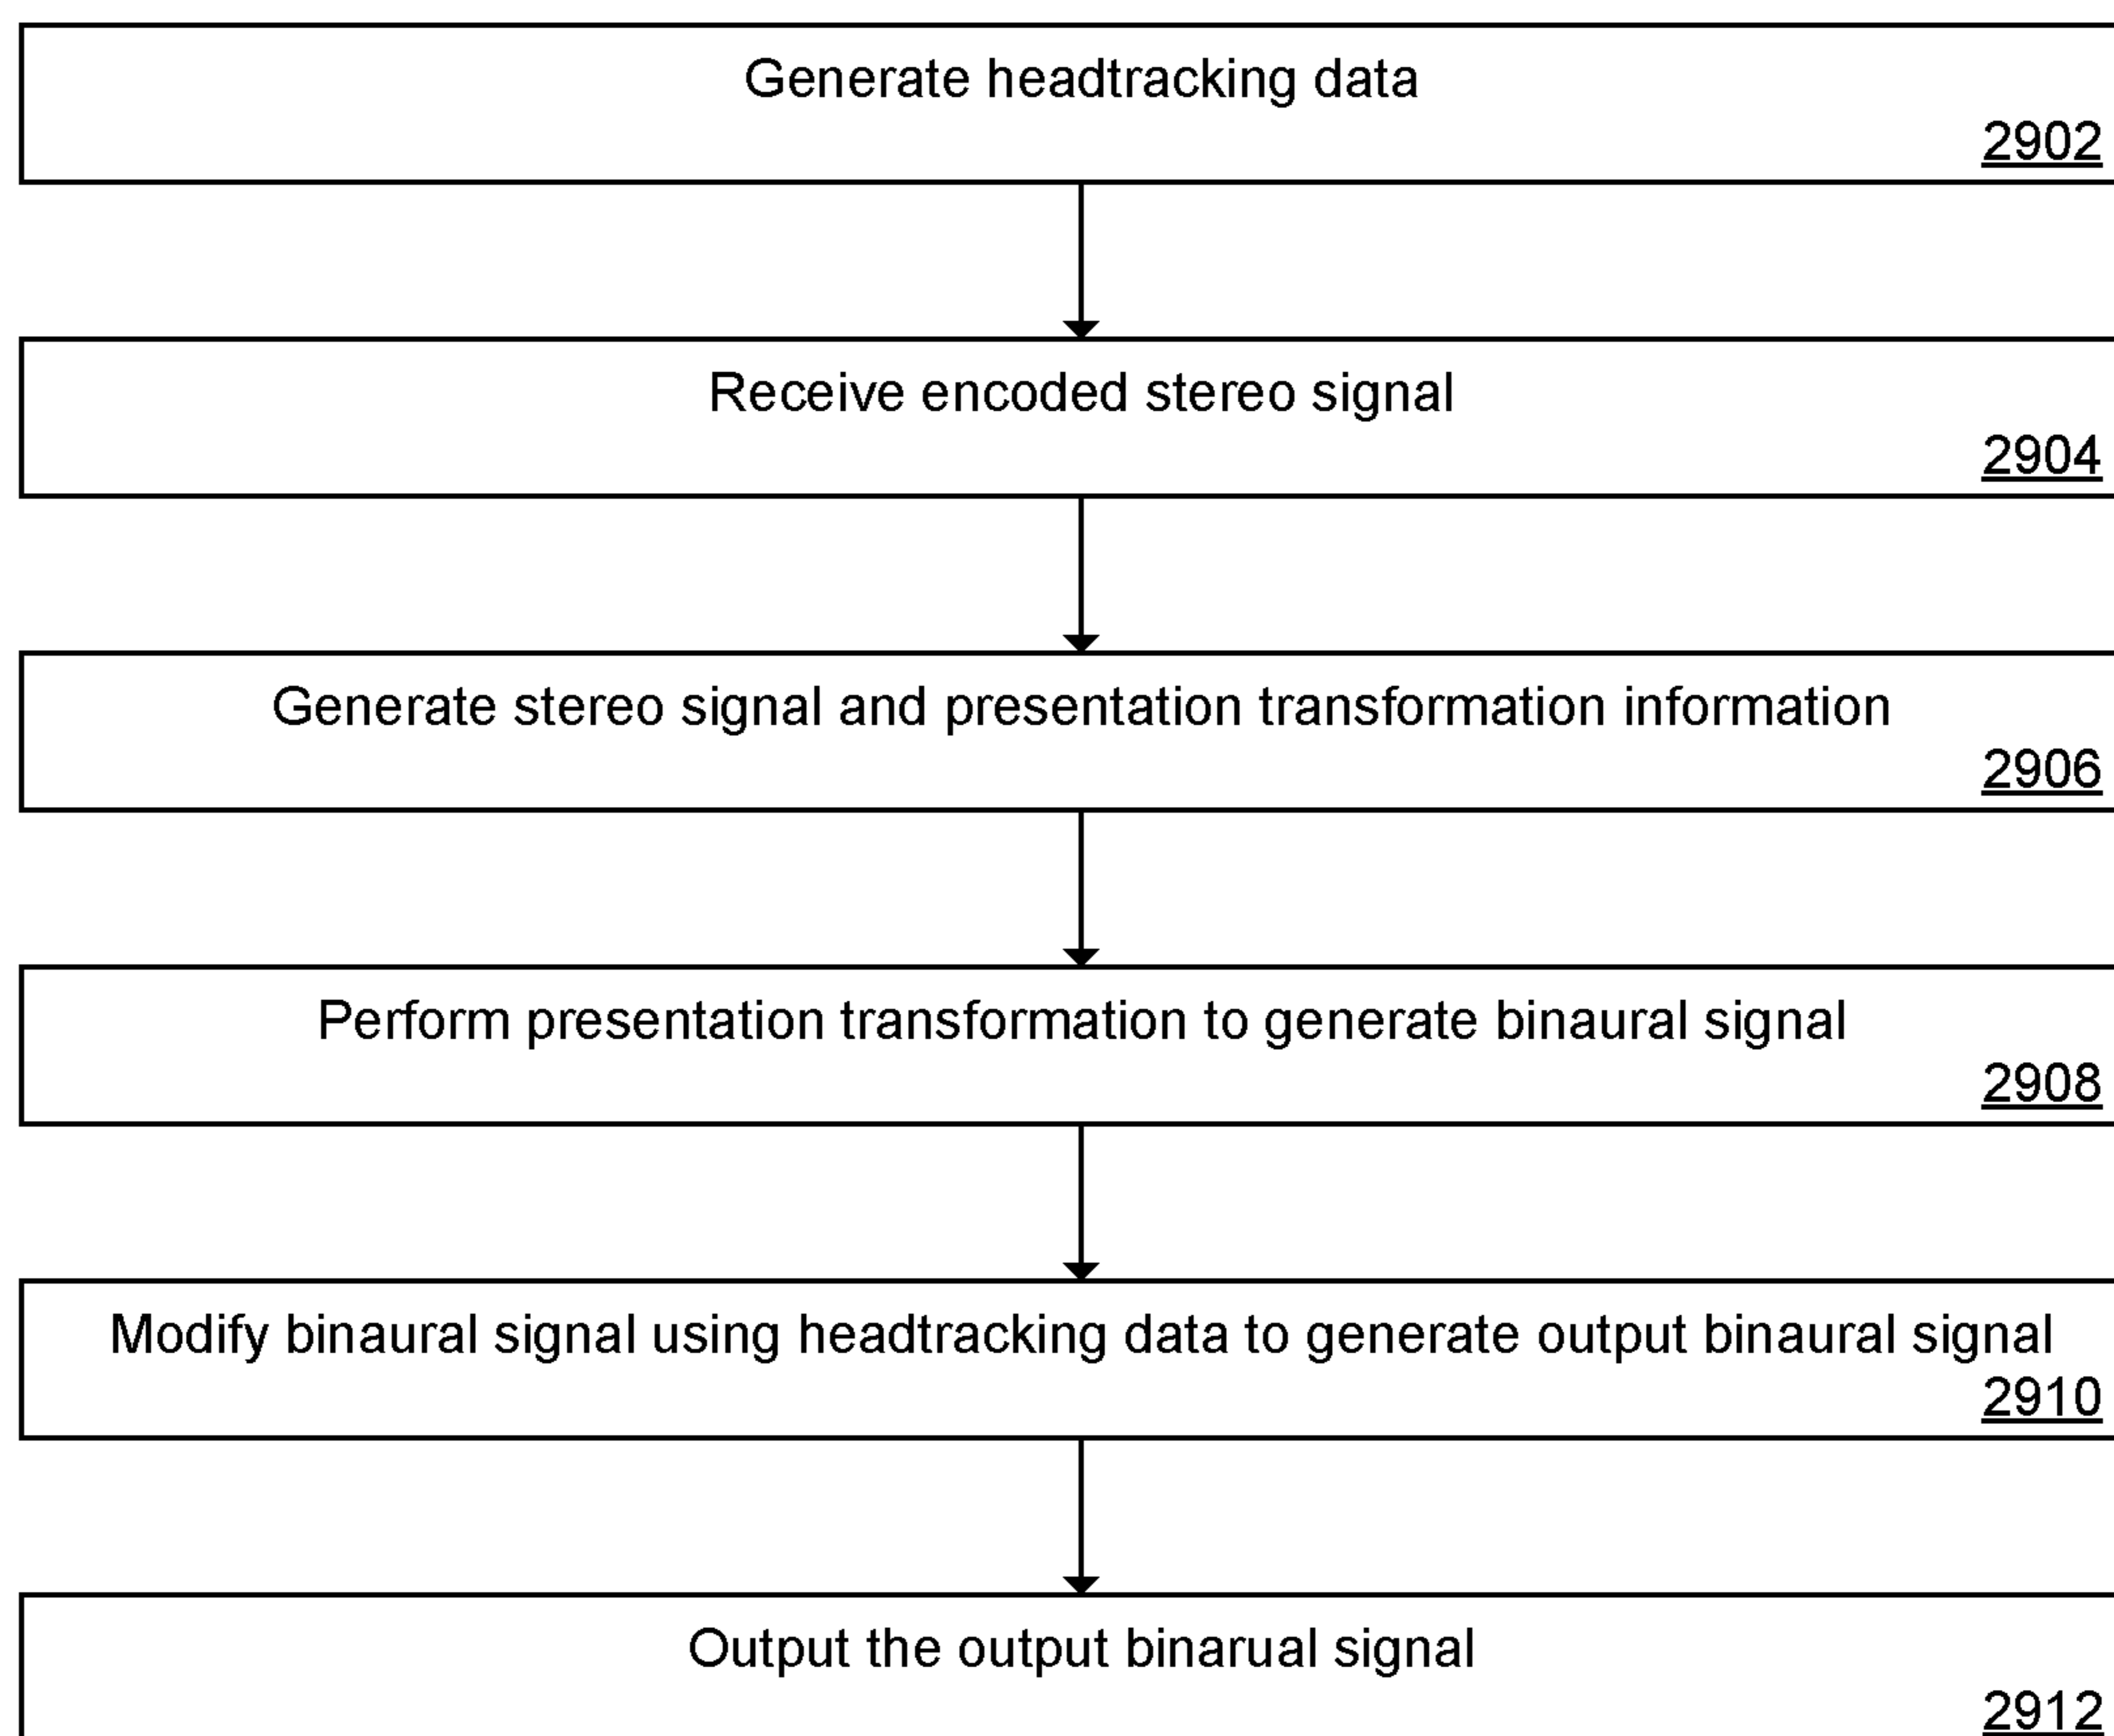 Generate headtracking data
2902
Receive encoded stereo signal
2904
Generate stereo signal and presentation transformation information
2906
Perform presentation transformation to generate binaural signal
2908
Modify binaural signal using headtracking data to generate output binaural signal
2910
Output the output binarual signal
2912